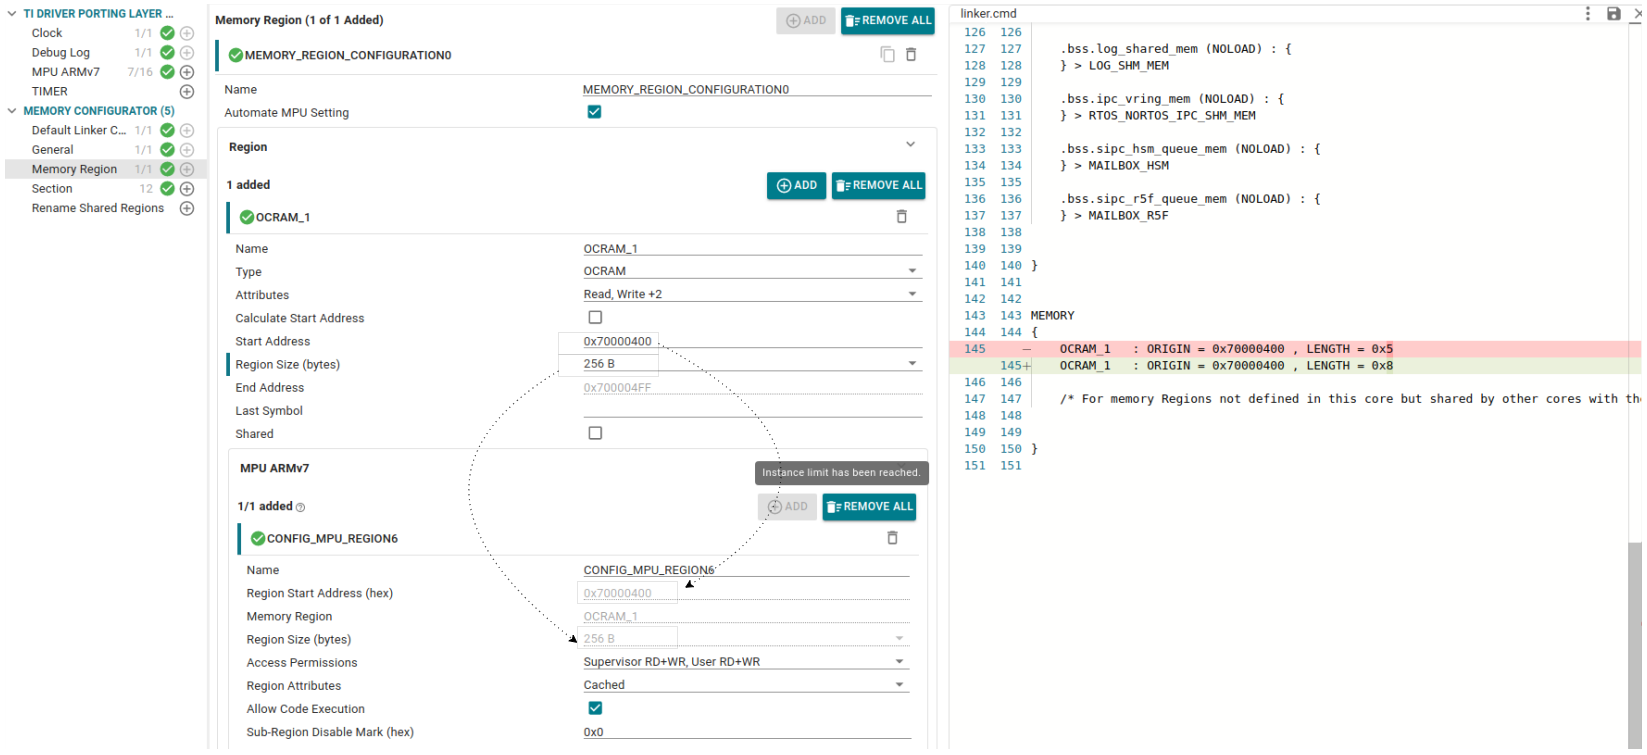 TI DRIVER PORTING LAYER ...
Clock 1/1
Debug Log 1/1
MPU ARMv7 7/16
TIMER
MEMORY CONFIGURATOR (5)
Default Linker C... 1/1
General 1/1
Memory Region 1/1
Section 12
Rename Shared Regions
Memory Region (1 of 1 Added) ADD REMOVE ALL
MEMORY_REGION_CONFIGURATION0
Name MEMORY_REGION_CONFIGURATION0
Automate MPU Setting
Region
1 added ADD REMOVE ALL
OCRAM_1
Name OCRAM_1
Type OCRAM
Attributes Read, Write +2
Calculate Start Address
Start Address 0x70000400
Region Size (bytes) 256 B
End Address 0x700004FF
Last Symbol
Shared
MPU ARMv7
Instance limit has been reached.
1/1 added ADD REMOVE ALL
CONFIG_MPU_REGION6
Name CONFIG_MPU_REGION6
Region Start Address (hex) 0x70000400
Memory Region OCRAM_1
Region Size (bytes) 256 B
Access Permissions Supervisor RD+WR, User RD+WR
Region Attributes Cached
Allow Code Execution
Sub-Region Disable Mark (hex) 0x0
linker.cmd
126 126
127 127 .bss.log_shared_mem (NOLOAD) : {
128 128 } > LOG_SHM_MEM
129 129
130 130 .bss.ipc_vring_mem (NOLOAD) : {
131 131 } > RTOS_NORTOS_IPC_SHM_MEM
132 132
133 133 .bss.sipc_hsm_queue_mem (NOLOAD) : {
134 134 } > MAILBOX_HSM
135 135
136 136 .bss.sipc_r5f_queue_mem (NOLOAD) : {
137 137 } > MAILBOX_R5F
138 138
139 139
140 140 }
141 141
142 142
143 143 MEMORY
144 144 {
145 — OCRAM_1 : ORIGIN = 0x70000400 , LENGTH = 0x5
145+ OCRAM_1 : ORIGIN = 0x70000400 , LENGTH = 0x8
146 146
147 147 /* For memory Regions not defined in this core but shared by other cores with th
148 148
149 149
150 150 }
151 151